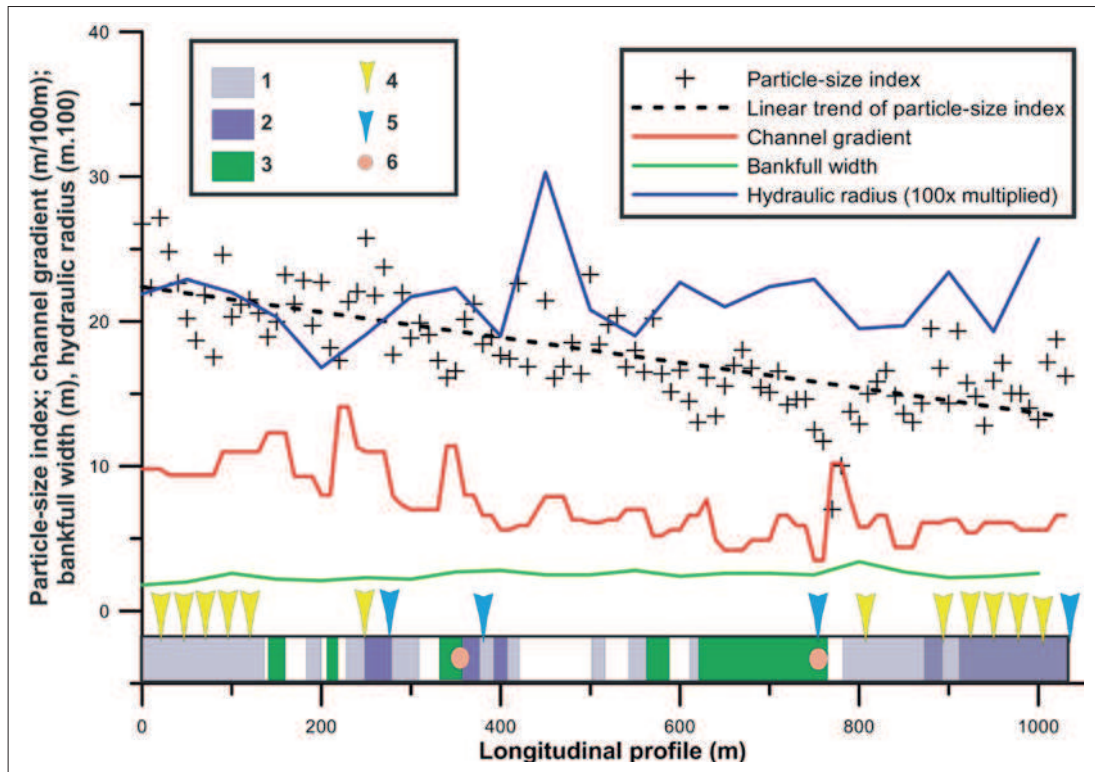 Particle-size index; channel gradient (m/100m);
bankfull width (m), hydraulic radius (m.100)
40
30
20
10
0
1
2
3
4
5
6
Particle-size index
Linear trend of particle-size index
Channel gradient
Bankfull width
Hydraulic radius (100x multiplied)
0
200
400
600
800
1000
Longitudinal profile (m)